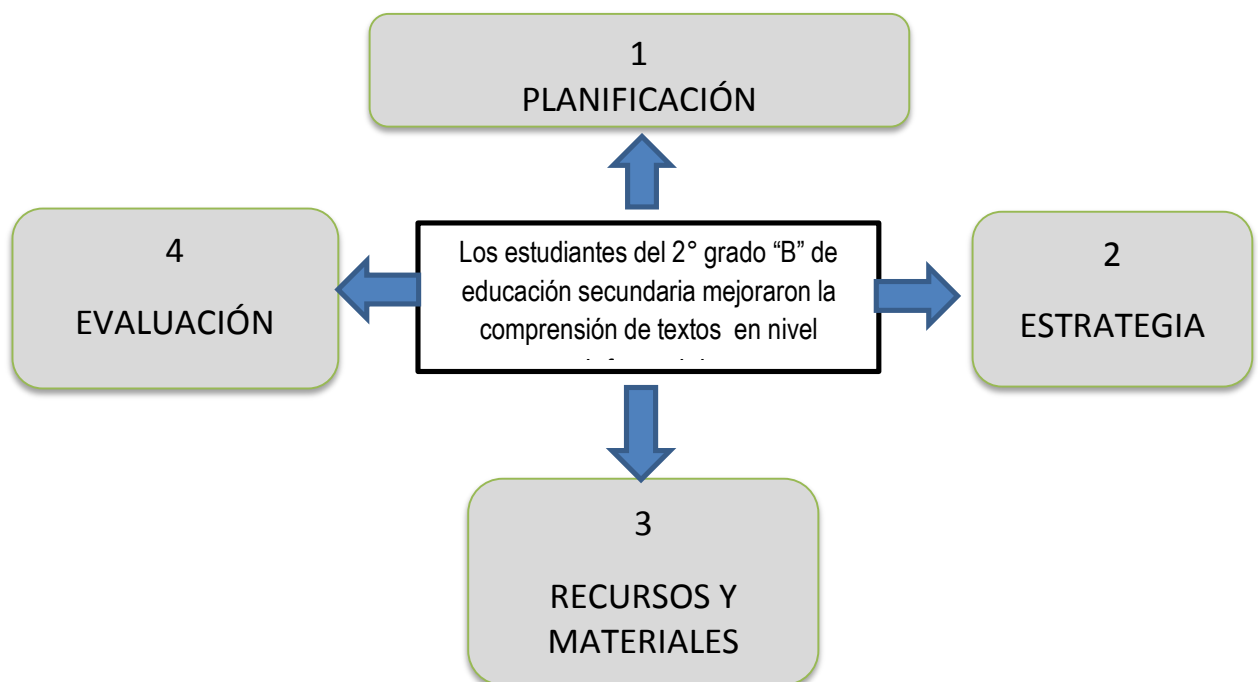 1
PLANIFICACIÓN
Los estudiantes del 2° grado “B” de
educación secundaria mejoraron la
comprensión de textos en nivel
2
ESTRATEGIA
3
RECURSOS Y
MATERIALES
4
EVALUACIÓN